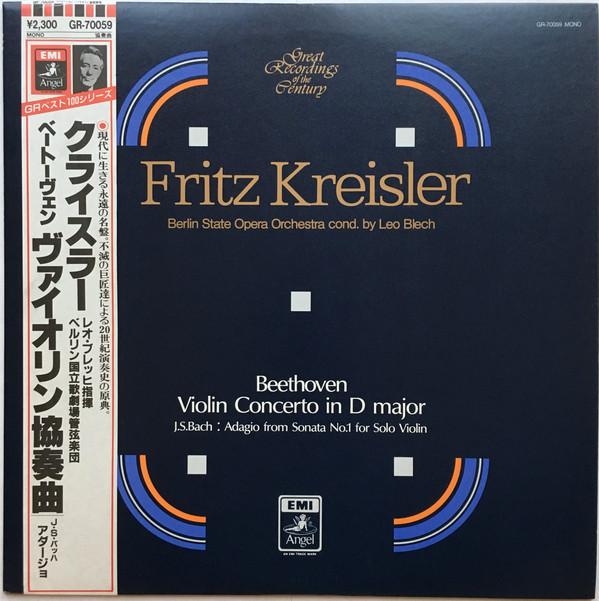 ¥2,300 GR-70059
MONO 協奏曲
EMI
Angel
GRベスト100シリーズ
●現代に生きる永遠の名盤。不滅の巨匠達による20世紀演奏史の原典。
クライスラー
ベートーヴェン ヴァイオリン協奏曲
レオ・ブレッヒ指揮
ベルリン国立歌劇場管弦楽団
J・S・バッハ
アダージョ
GR-70059 MONO
Great
Recordings
of the
Century
Fritz Kreisler
Berlin State Opera Orchestra cond. by Leo Blech
Beethoven
Violin Concerto in D major
J.S.Bach : Adagio from Sonata No.1 for Solo Violin
EMI
Angel
AN EMI TRADE MARK